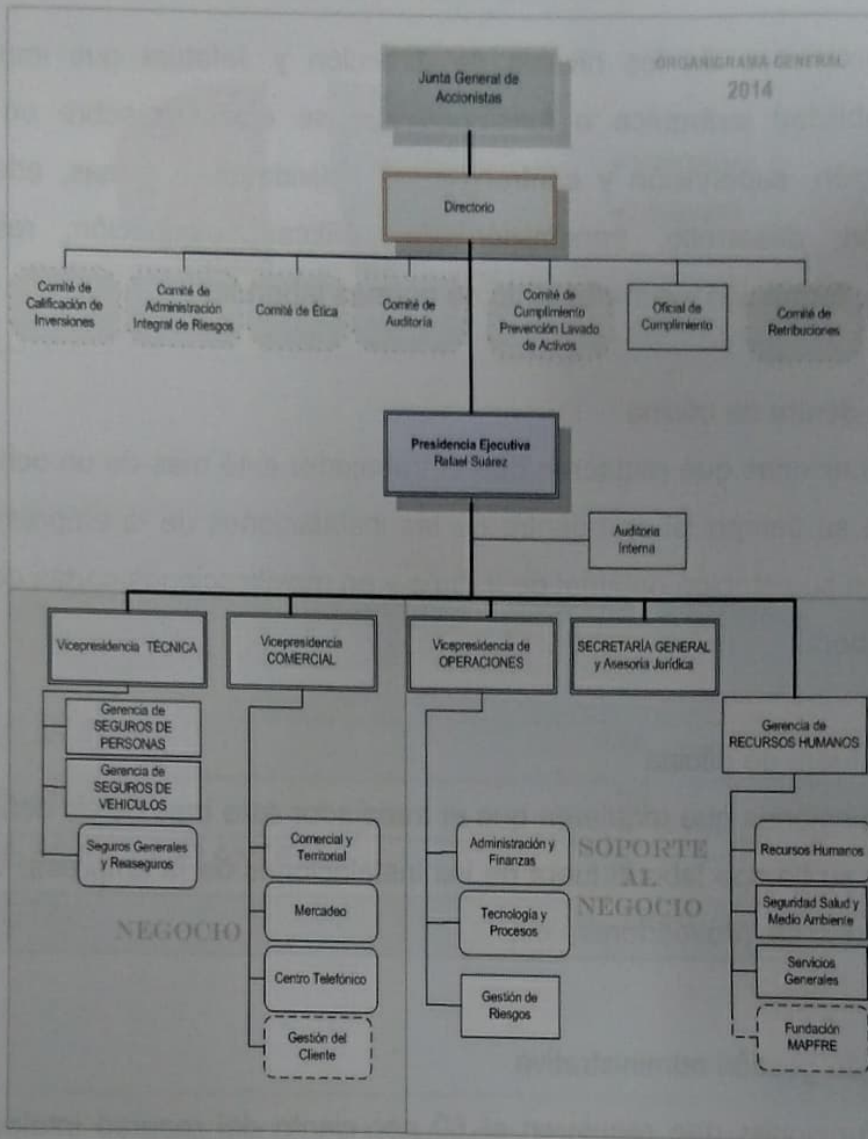 ORGANIGRAMA GENERAL
2014
Junta General de
Accionistas
Directorio
Comité de
Calificación de
Inversiones
Comité de
Administración
Integral de Riesgos
Comité de Ética
Comité de
Auditoría
Comité de
Cumplimiento
Prevención Lavado
de Activos
Oficial de
Cumplimiento
Comité de
Retribuciones
Presidencia Ejecutiva
Rafael Suárez
Auditoria
Interna
Vicepresidencia TÉCNICA
Vicepresidencia
COMERCIAL
Vicepresidencia de
OPERACIONES
SECRETARÍA GENERAL
y Asesoria Jurídica
Gerencia de
RECURSOS HUMANOS
Gerencia de
SEGUROS DE
PERSONAS
Gerencia de
SEGUROS DE
VEHICULOS
Seguros Generales
y Reaseguros
Comercial y
Territorial
Mercadeo
Centro Telefónico
Gestión del
Cliente
Administración y
Finanzas
Tecnología y
Procesos
Gestión de
Riesgos
Recursos Humanos
Seguridad Salud y
Medio Ambiente
Servicios
Generales
Fundación
MAPFRE
NEGOCIO
SOPORTE
AL
NEGOCIO